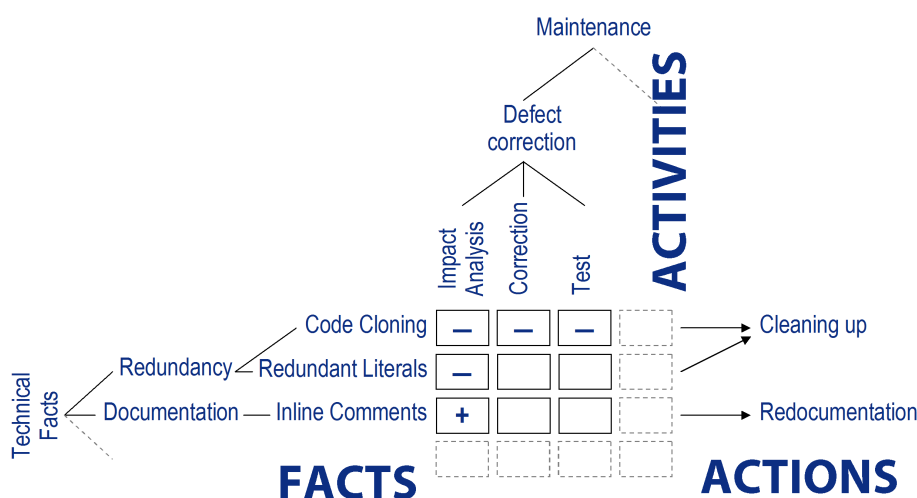 Maintenance
ACTIVITIES
Defect
correction
Impact
Analysis
Correction
Test
Code Cloning
– – –
Cleaning up
Redundancy
Redundant Literals
–
Technical
Facts
Documentation
Inline Comments
+
Redocumentation
FACTS
ACTIONS